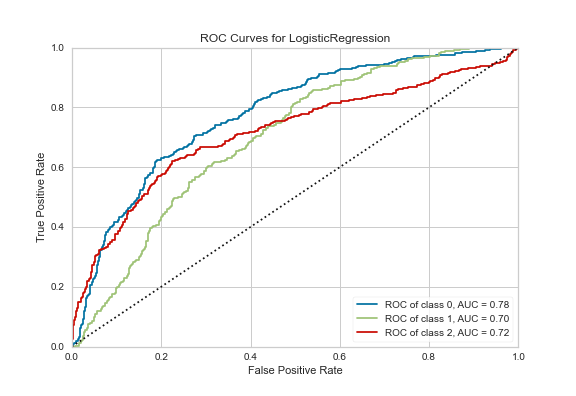 ROC Curves for LogisticRegression
1.0
0.8
0.6
0.4
0.2
0.0
True Positive Rate
ROC of class 0, AUC = 0.78
ROC of class 1, AUC = 0.70
ROC of class 2, AUC = 0.72
0.0 0.2 0.4 0.6 0.8 1.0
False Positive Rate